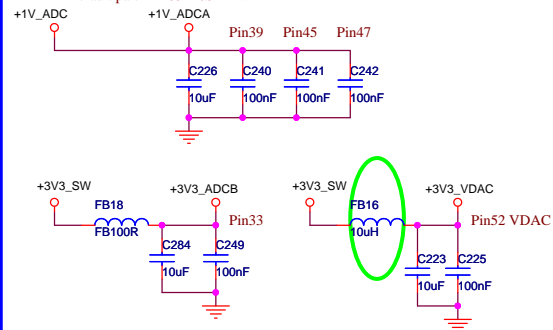 +1V_ADC
+1V_ADCA
Pin39
Pin45
Pin47
C226
C240
C241
C242
10uF
100nF
100nF
100nF
+3V3_SW
FB18
+3V3_ADCB
+3V3_SW
FB16
+3V3_VDAC
FB100R
Pin33
10uH
Pin52 VDAC
C284
C249
C223
C225
10uF
100nF
10uF
100nF